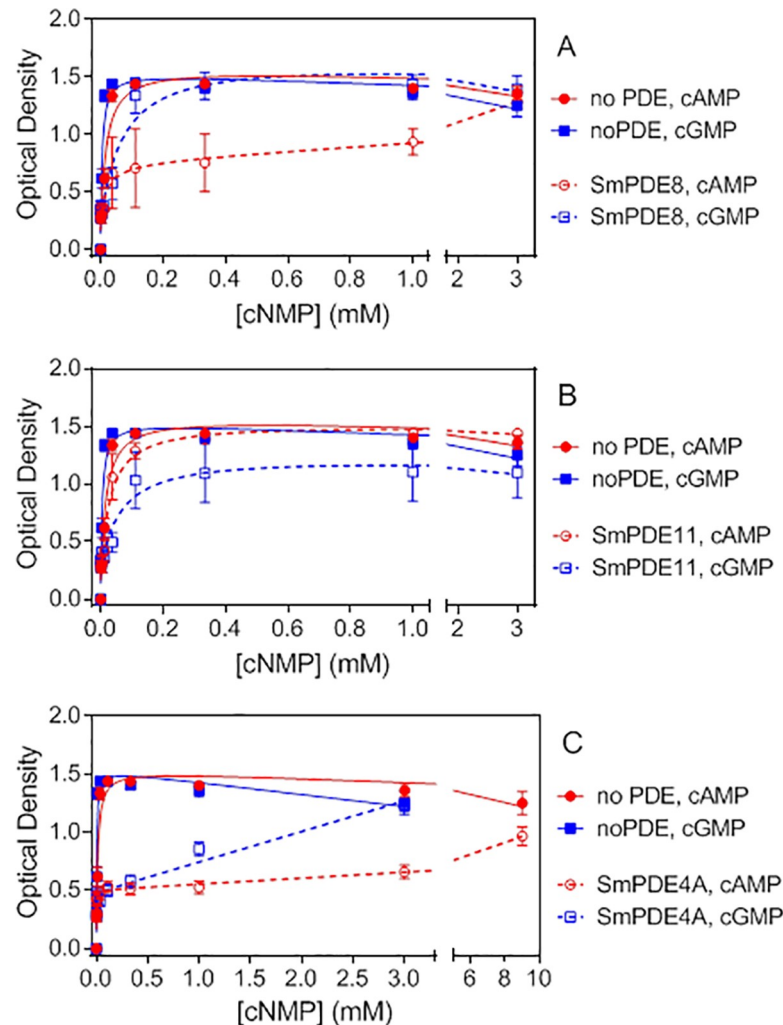 A
2.0
1.5
1.0
0.5
0.0
Optical Density
0.0 0.2 0.4 0.6 0.8 1.0 2 3
[cNMP] (mM)
no PDE, cAMP
noPDE, cGMP
SmPDE8, cAMP
SmPDE8, cGMP
B
2.0
1.5
1.0
0.5
0.0
Optical Density
0.0 0.2 0.4 0.6 0.8 1.0 2 3
[cNMP] (mM)
no PDE, cAMP
noPDE, cGMP
SmPDE11, cAMP
SmPDE11, cGMP
C
2.0
1.5
1.0
0.5
0.0
Optical Density
0.0 0.5 1.0 1.5 2.0 2.5 3.0 6 8 10
[cNMP] (mM)
no PDE, cAMP
noPDE, cGMP
SmPDE4A, cAMP
SmPDE4A, cGMP